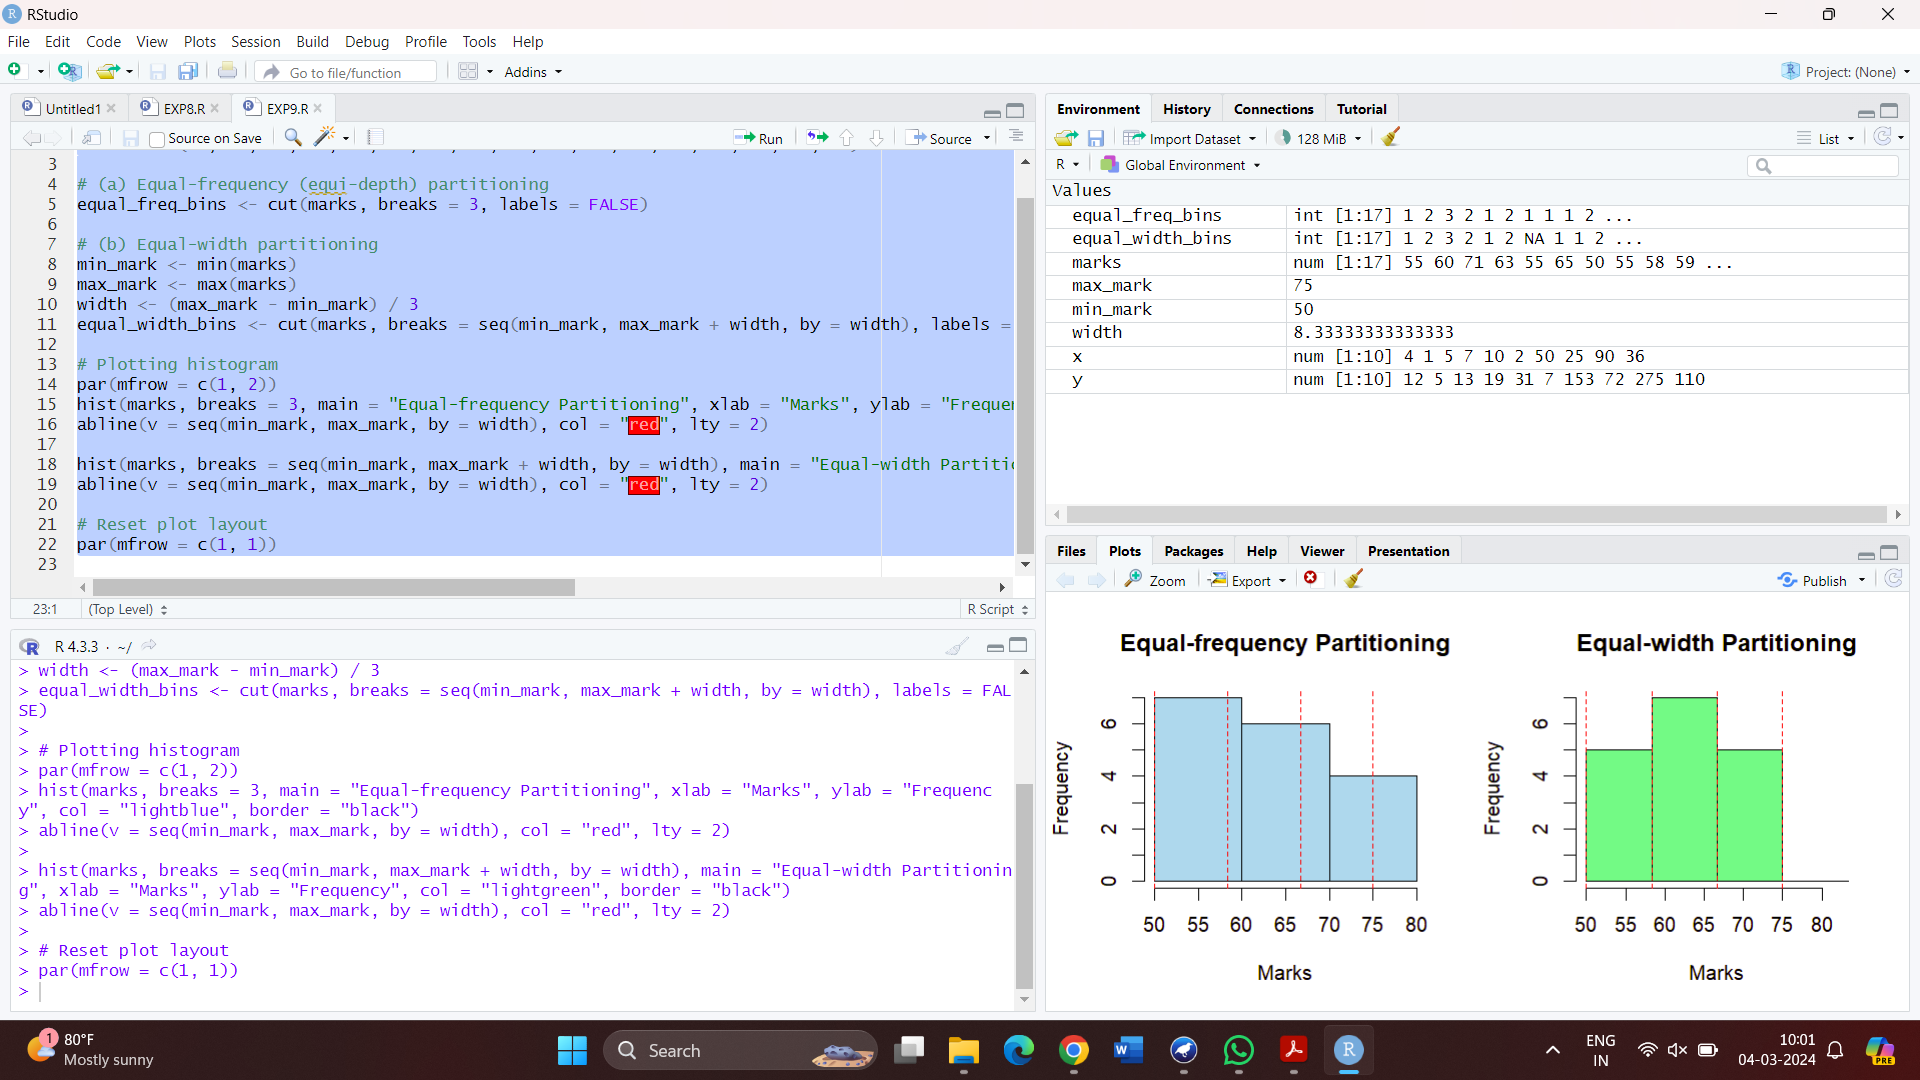 RStudio
File Edit Code View Plots Session Build Debug Profile Tools Help
Go to file/function Addins Project: (None)
Untitled1 EXP8.R EXP9.R
Source on Save Run Source
3
4 # (a) Equal-frequency (equi-depth) partitioning
5 equal_freq_bins <- cut(marks, breaks = 3, labels = FALSE)
6
7 # (b) Equal-width partitioning
8 min_mark <- min(marks)
9 max_mark <- max(marks)
10 width <- (max_mark - min_mark) / 3
11 equal_width_bins <- cut(marks, breaks = seq(min_mark, max_mark + width, by = width), labels =
12
13 # Plotting histogram
14 par(mfrow = c(1, 2))
15 hist(marks, breaks = 3, main = "Equal-frequency Partitioning", xlab = "Marks", ylab = "Frequen
16 abline(v = seq(min_mark, max_mark, by = width), col = "red", lty = 2)
17
18 hist(marks, breaks = seq(min_mark, max_mark + width, by = width), main = "Equal-width Partitio
19 abline(v = seq(min_mark, max_mark, by = width), col = "red", lty = 2)
20
21 # Reset plot layout
22 par(mfrow = c(1, 1))
23
23:1 (Top Level) R Script
R 4.3.3 · ~/
> width <- (max_mark - min_mark) / 3
> equal_width_bins <- cut(marks, breaks = seq(min_mark, max_mark + width, by = width), labels = FAL
SE)
>
> # Plotting histogram
> par(mfrow = c(1, 2))
> hist(marks, breaks = 3, main = "Equal-frequency Partitioning", xlab = "Marks", ylab = "Frequenc
y", col = "lightblue", border = "black")
> abline(v = seq(min_mark, max_mark, by = width), col = "red", lty = 2)
>
> hist(marks, breaks = seq(min_mark, max_mark + width, by = width), main = "Equal-width Partitionin
g", xlab = "Marks", ylab = "Frequency", col = "lightgreen", border = "black")
> abline(v = seq(min_mark, max_mark, by = width), col = "red", lty = 2)
>
> # Reset plot layout
> par(mfrow = c(1, 1))
>
Environment History Connections Tutorial
Import Dataset 128 MiB List
R Global Environment
Values
equal_freq_bins int [1:17] 1 2 3 2 1 2 1 1 1 2 ...
equal_width_bins int [1:17] 1 2 3 2 1 2 NA 1 1 2 ...
marks num [1:17] 55 60 71 63 55 65 50 55 58 59 ...
max_mark 75
min_mark 50
width 8.33333333333333
x num [1:10] 4 1 5 7 10 2 50 25 90 36
y num [1:10] 12 5 13 19 31 7 153 72 275 110
Files Plots Packages Help Viewer Presentation
Zoom Export Publish
Equal-frequency Partitioning
Frequency
6
4
2
0
50 55 60 65 70 75 80
Marks
Equal-width Partitioning
Frequency
6
4
2
0
50 55 60 65 70 75 80
Marks
1
80°F
Mostly sunny
Search
ENG
IN
10:01
04-03-2024
PRE